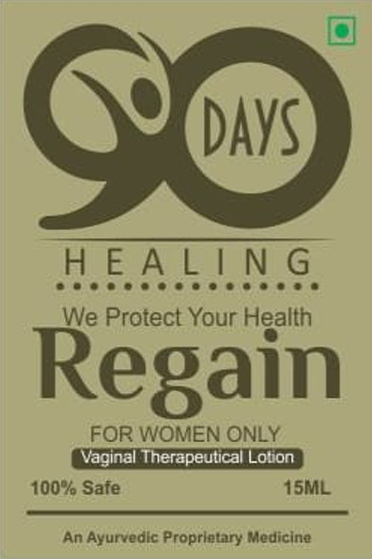 90 DAYS
HEALING
We Protect Your Health
Regain
FOR WOMEN ONLY
Vaginal Therapeutical Lotion
100% Safe 15ML
An Ayurvedic Proprietary Medicine